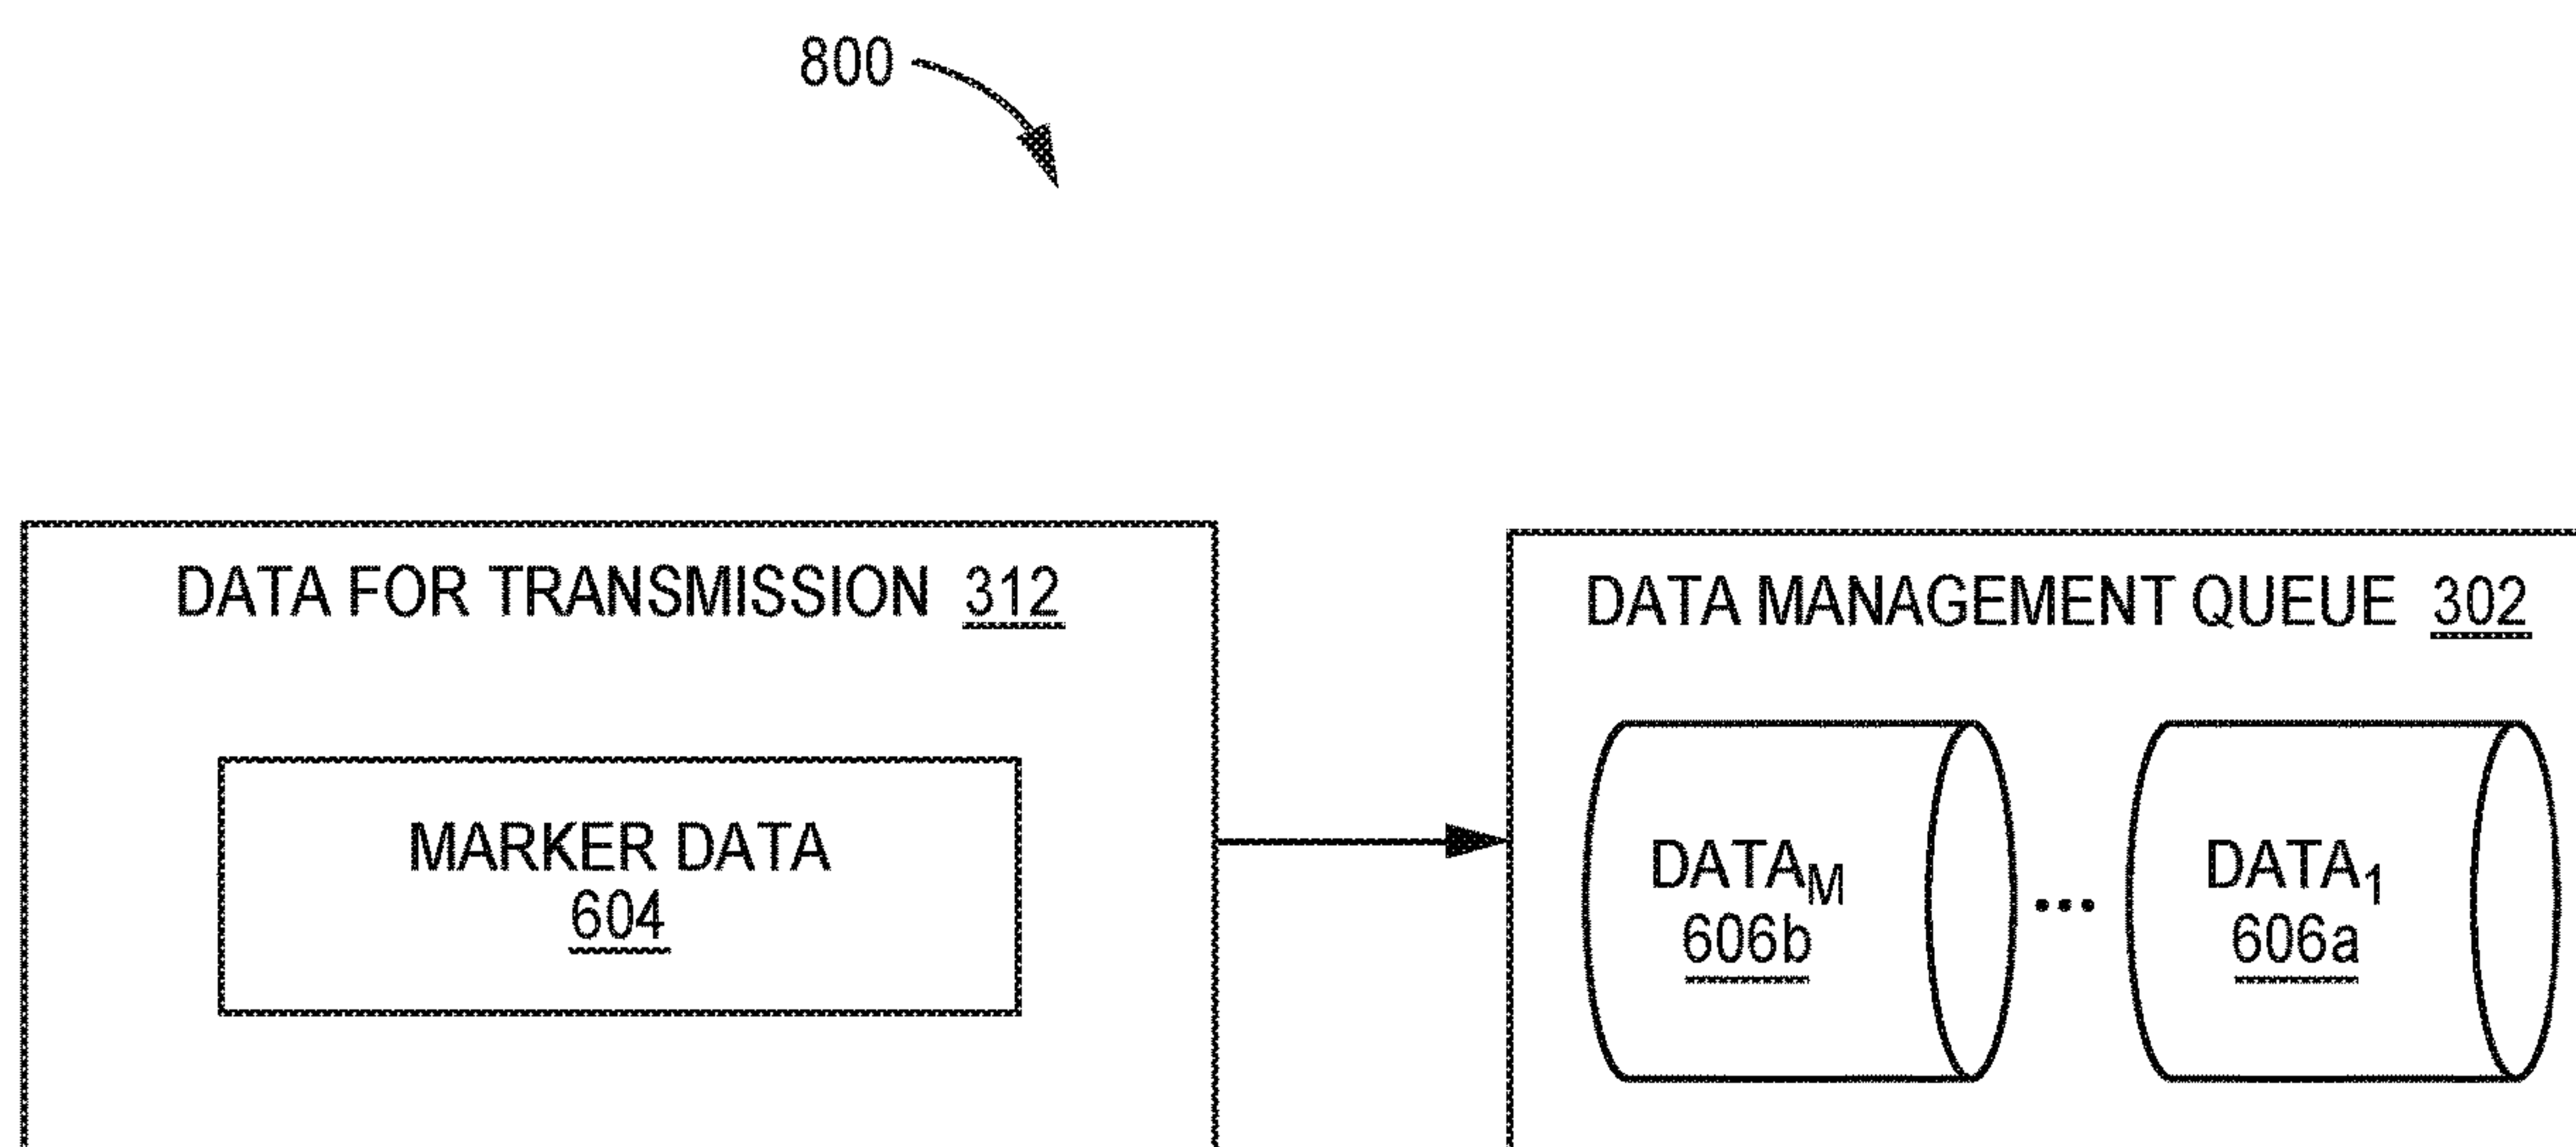 800
DATA FOR TRANSMISSION 312
MARKER DATA
604
DATA MANAGEMENT QUEUE 302
DATAM
606b
...
DATA1
606a